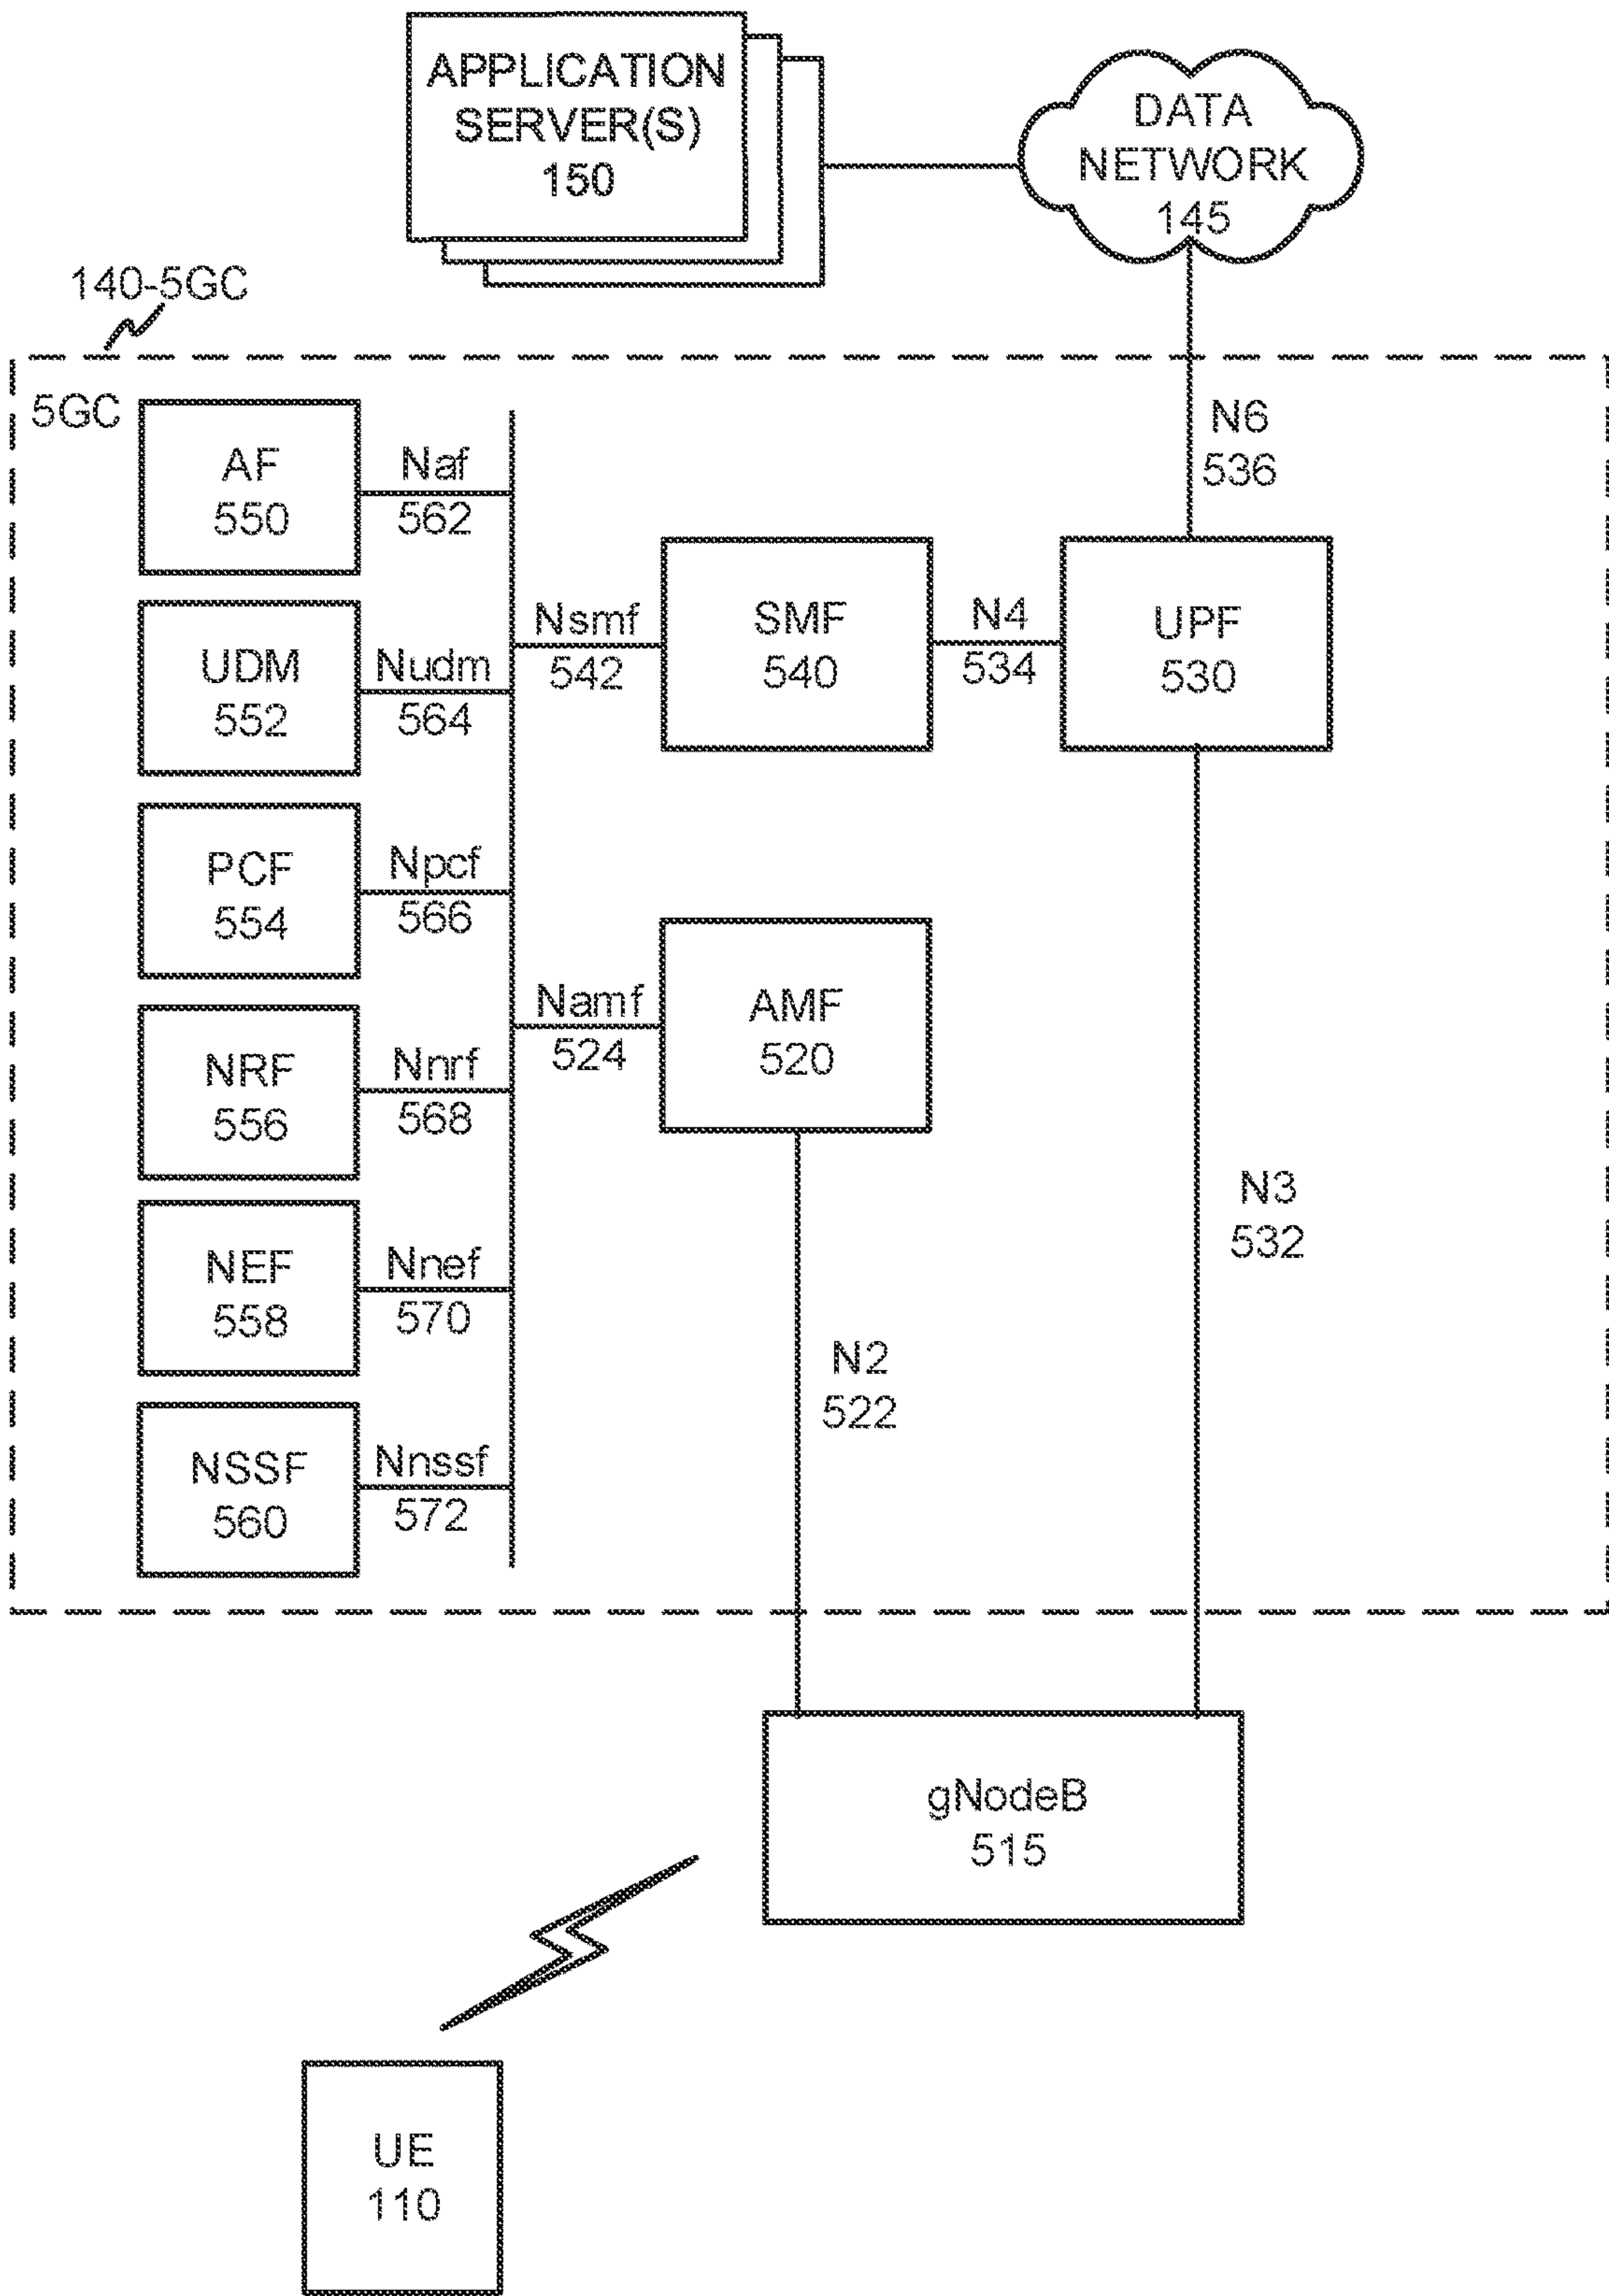 APPLICATION
SERVER(S)
150
DATA
NETWORK
145
140-5GC
5GC
AF
550
Naf
562
N6
536
UDM
552
Nudm
564
Nsmf
542
SMF
540
N4
534
UPF
530
PCF
554
Npcf
566
Namf
524
AMF
520
NRF
556
Nnrf
568
N3
532
NEF
558
Nnef
570
N2
522
NSSF
560
Nnssf
572
gNodeB
515
UE
110